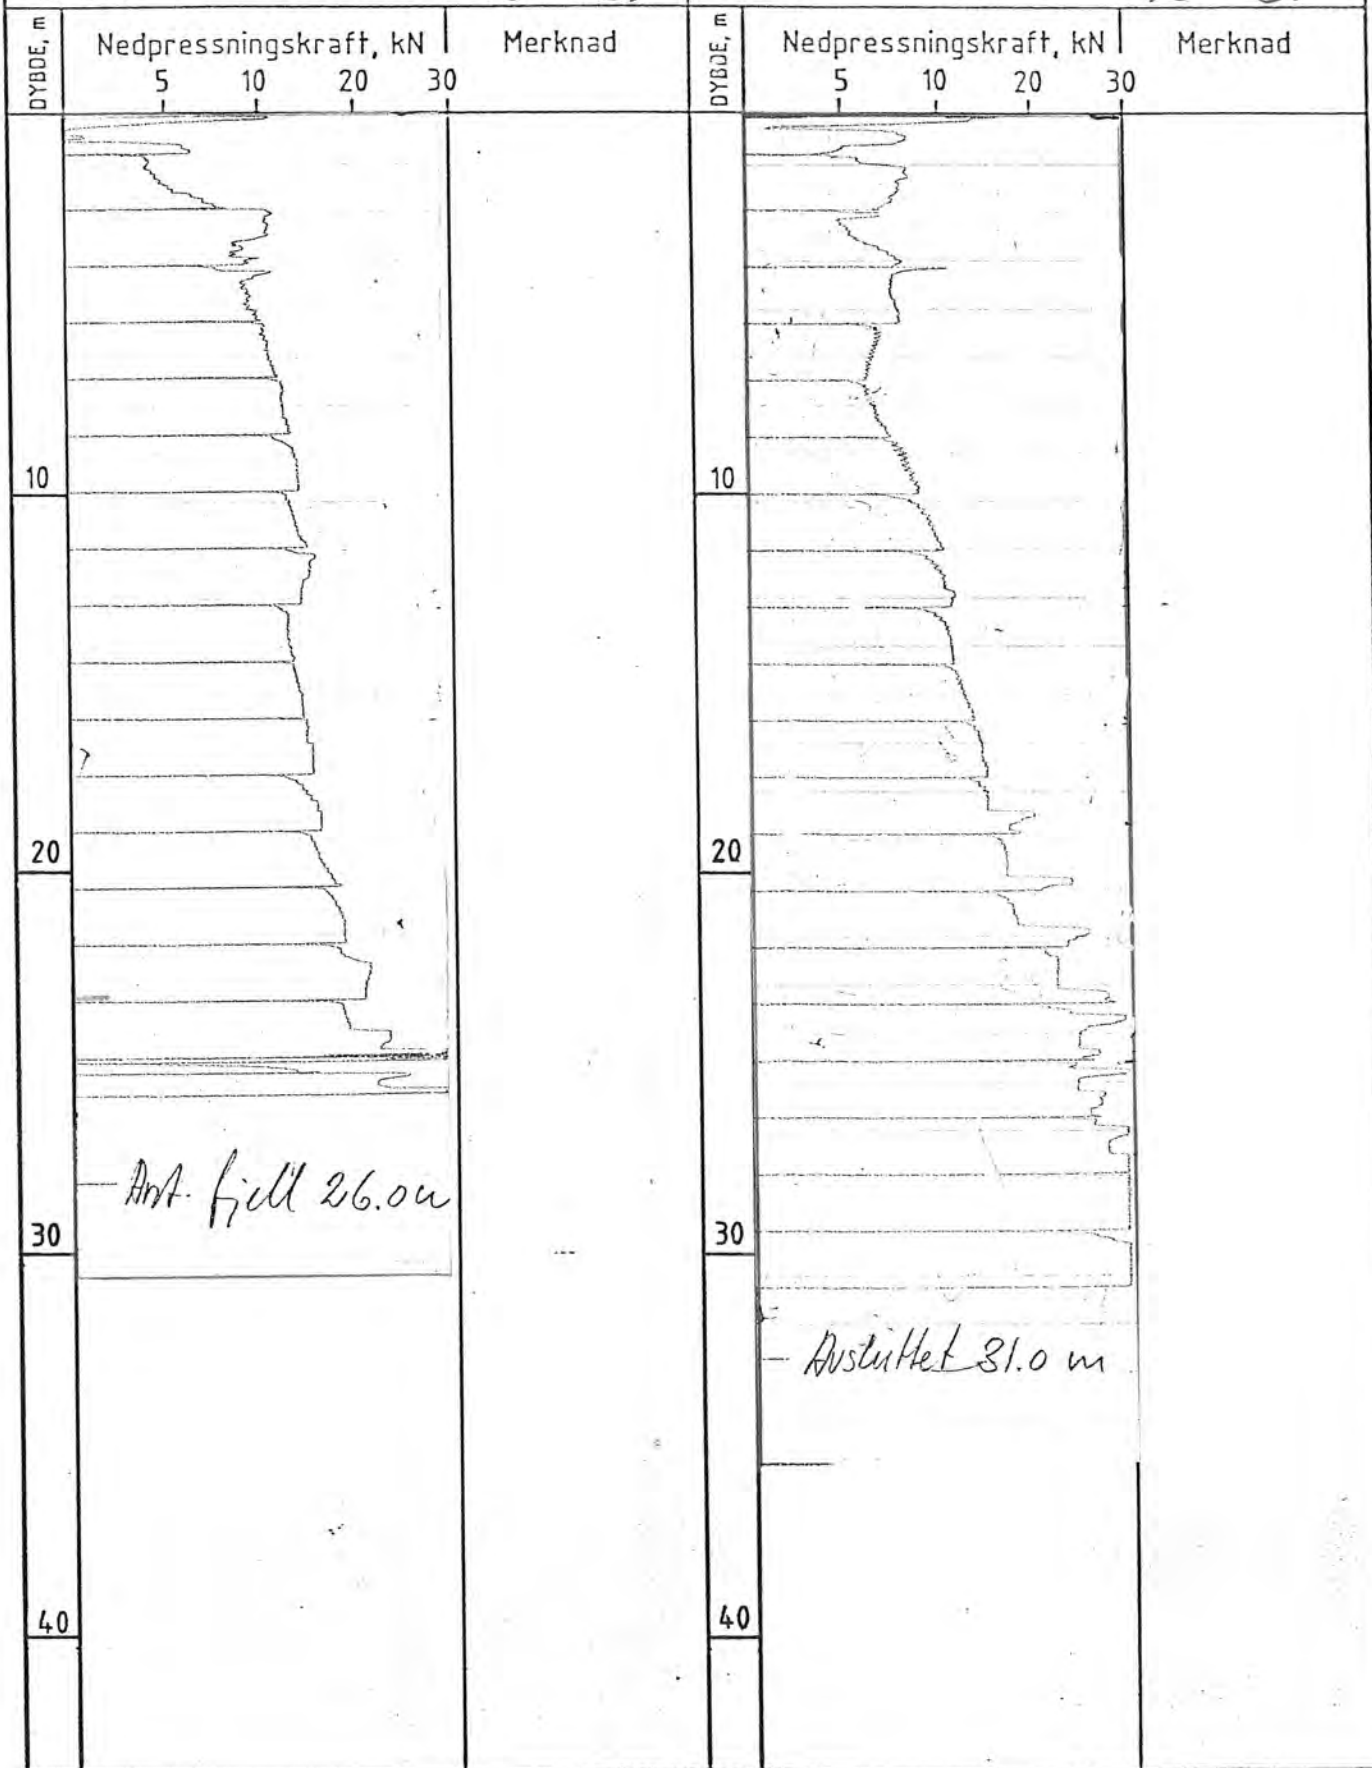 DYBDE, m
Nedpressningskraft, kN
Merknad
5 10 20 30
10
20
30
40
Ant. fjell 26.0 m
DYBDE, m
Nedpressningskraft, kN
Merknad
5 10 20 30
10
20
30
40
Avsluttet 31.0 m